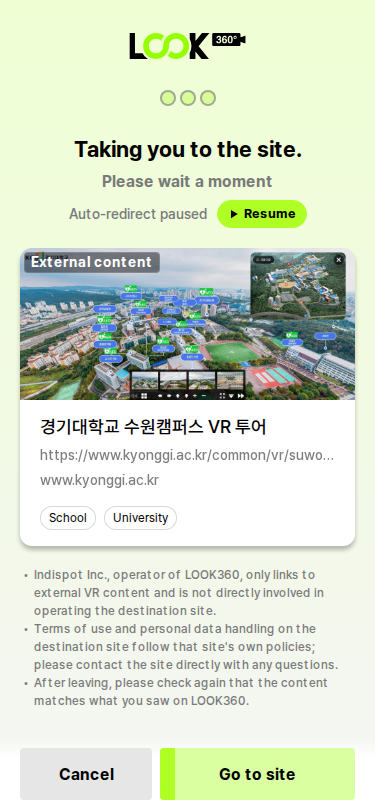 LOOK 360°
Taking you to the site.
Please wait a moment
Auto-redirect paused
Resume
External content
경기대학교 수원캠퍼스 VR 투어
https://www.kyonggi.ac.kr/common/vr/suwo...
www.kyonggi.ac.kr
School University
• Indispot Inc., operator of LOOK360, only links to
external VR content and is not directly involved in
operating the destination site.
• Terms of use and personal data handling on the
destination site follow that site's own policies;
please contact the site directly with any questions.
• After leaving, please check again that the content
matches what you saw on LOOK360.
Cancel Go to site